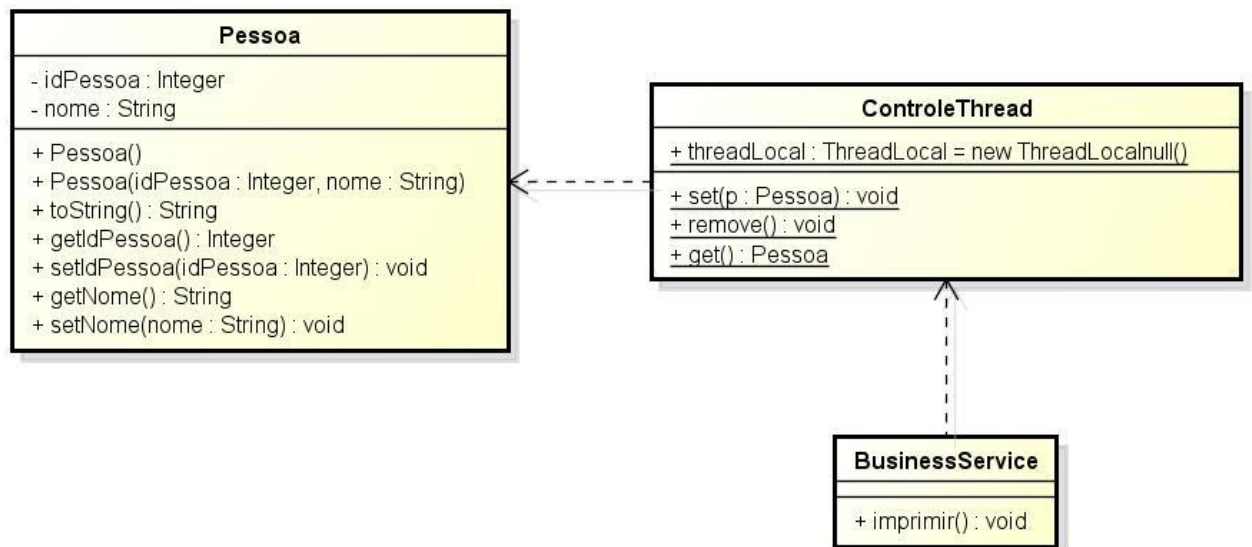 Pessoa
- idPessoa : Integer
- nome : String
+ Pessoa()
+ Pessoa(idPessoa : Integer, nome : String)
+ toString() : String
+ getIdPessoa() : Integer
+ setIdPessoa(idPessoa : Integer) : void
+ getNome() : String
+ setNome(nome : String) : void
ControleThread
+ threadLocal : ThreadLocal = new ThreadLocalnull()
+ set(p : Pessoa) : void
+ remove() : void
+ get() : Pessoa
BusinessService
+ imprimir() : void